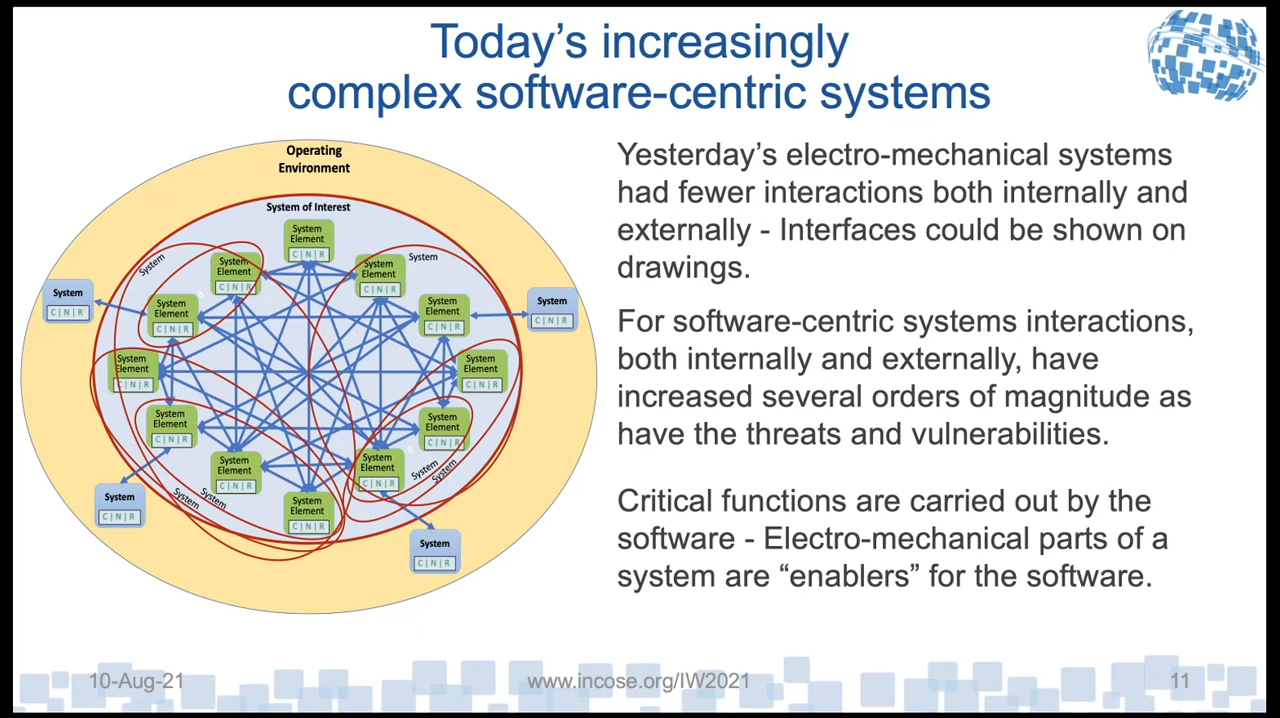 Today's increasingly
complex software-centric systems
Operating
Environment
System of Interest
System
Element
C | N | R
System
Element
C | N | R
System
Element
C | N | R
System
System
System
Element
C | N | R
System
Element
C | N | R
System
C | N | R
System
C | N | R
System
Element
C | N | R
System
Element
C | N | R
System
Element
C | N | R
System
Element
C | N | R
System
Element
C | N | R
System
Element
C | N | R
System
System
System
System
System
Element
C | N | R
System
C | N | R
System
C | N | R
Yesterday's electro-mechanical systems
had fewer interactions both internally and
externally - Interfaces could be shown on
drawings.
For software-centric systems interactions,
both internally and externally, have
increased several orders of magnitude as
have the threats and vulnerabilities.
Critical functions are carried out by the
software - Electro-mechanical parts of a
system are “enablers” for the software.
10-Aug-21
www.incose.org/IW2021
11